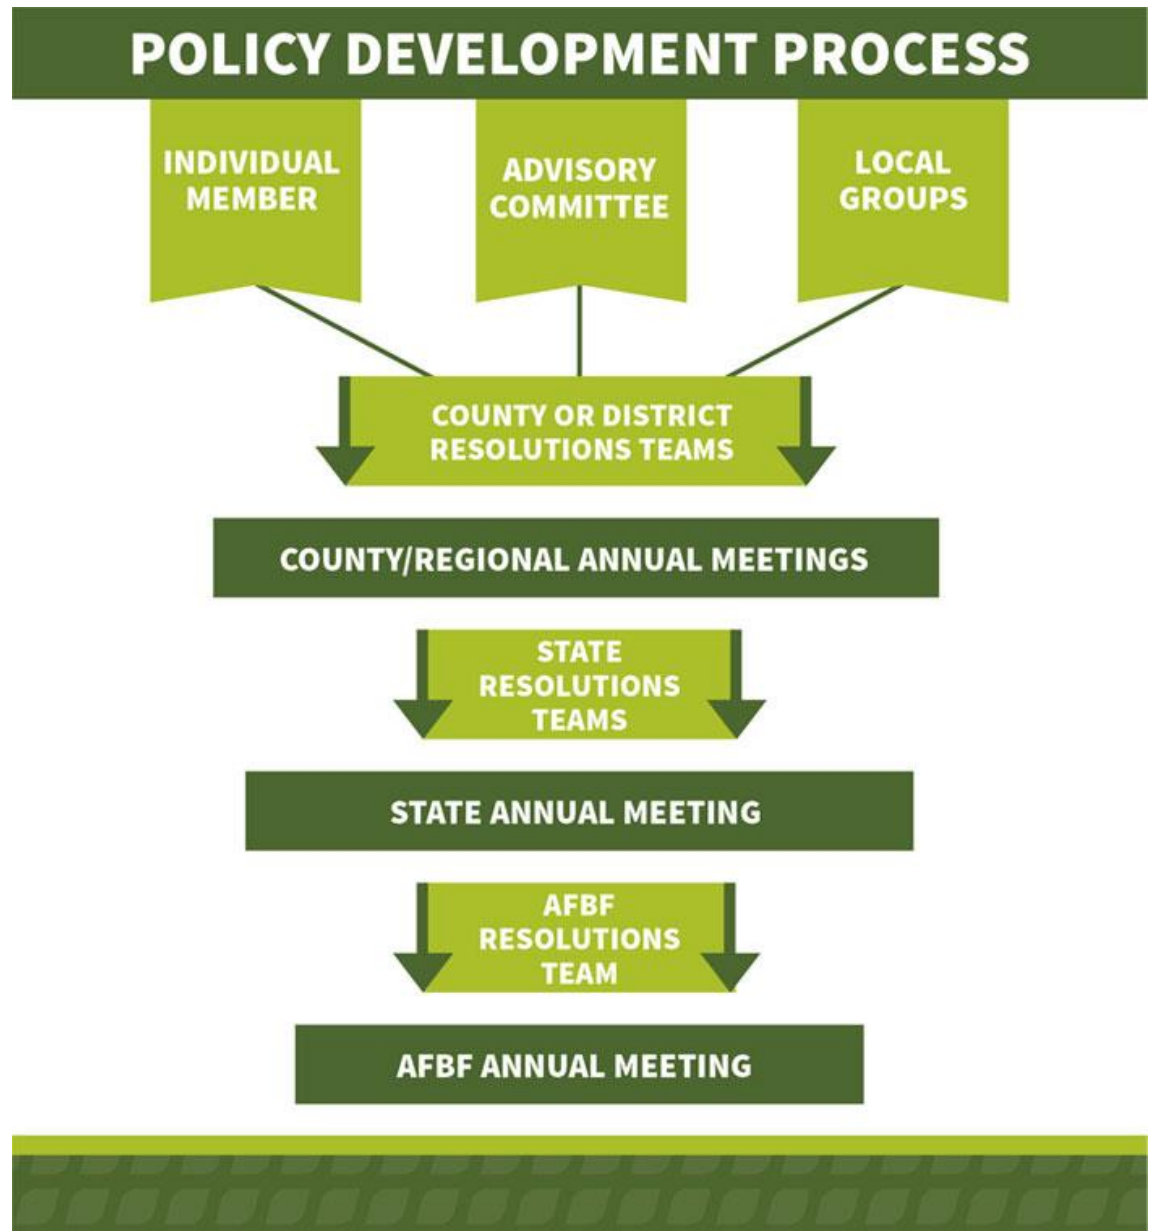 POLICY DEVELOPMENT PROCESS
INDIVIDUAL
MEMBER
ADVISORY
COMMITTEE
LOCAL
GROUPS
COUNTY OR DISTRICT
RESOLUTIONS TEAMS
COUNTY/REGIONAL ANNUAL MEETINGS
STATE
RESOLUTIONS
TEAMS
STATE ANNUAL MEETING
AFBF
RESOLUTIONS
TEAM
AFBF ANNUAL MEETING